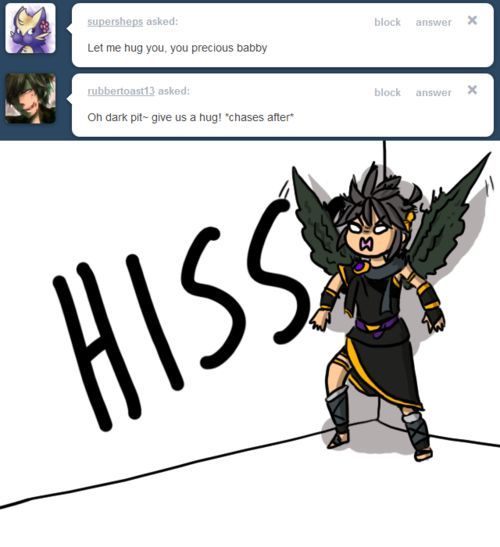 supersheps asked:
block answer ×
Let me hug you, you precious babby
rubbertoast13 asked:
block answer ×
Oh dark pit~ give us a hug! *chases after*
HISS